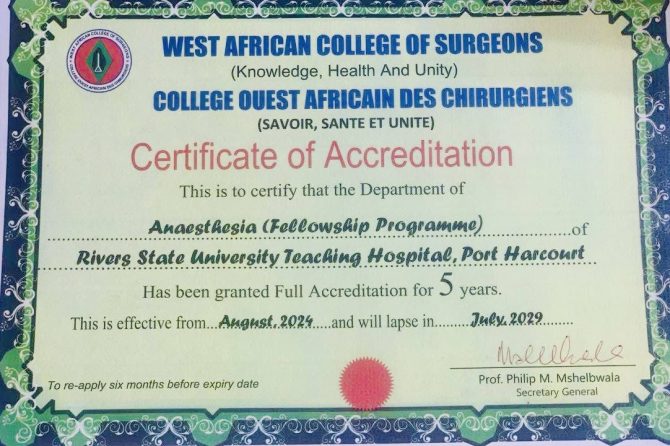 WEST AFRICAN COLLEGE OF SURGEONS
(Knowledge, Health And Unity)
COLLEGE OUEST AFRICAIN DES CHIRURGIENS
(SAVOIR, SANTE ET UNITE)
Certificate of Accreditation
This is to certify that the Department of
Anaesthesia (Fellowship Programme) of
Rivers State University Teaching Hospital, Port Harcourt
Has been granted Full Accreditation for 5 years.
This is effective from...August, 2024.....and will lapse in.........July, 2029
Prof. Philip M. Mshelbwala
Secretary General
To re-apply six months before expiry date